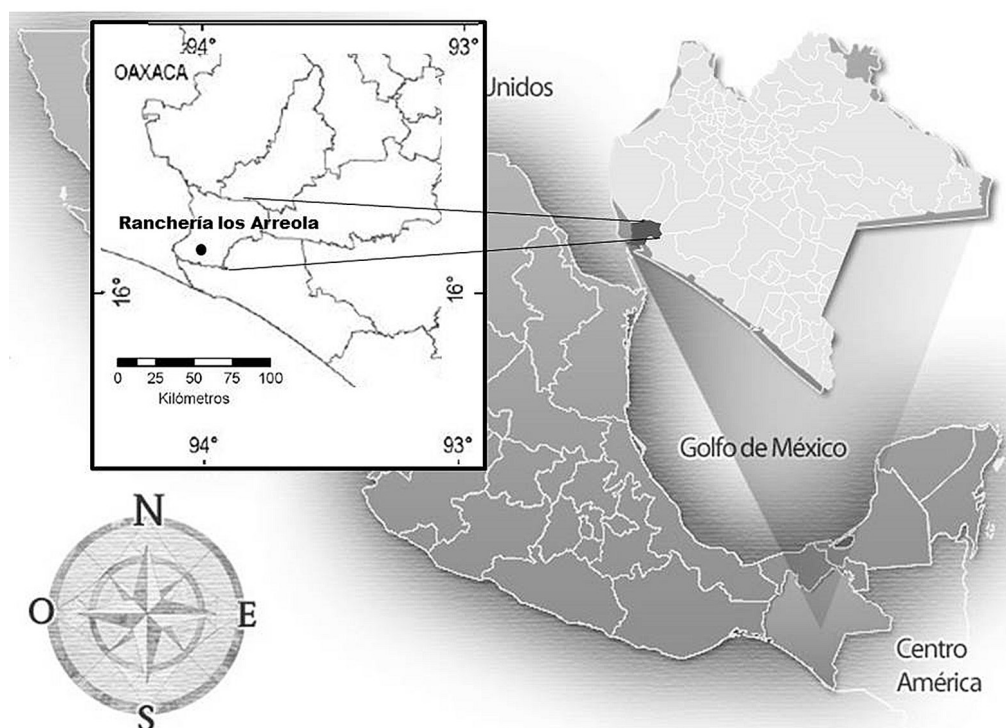 94°
93°
OAXACA
Unidos
Ranchería los Arreola
16°
16°
0 25 50 75 100
Kilómetros
94°
93°
Golfo de México
N
O
E
S
Centro
América